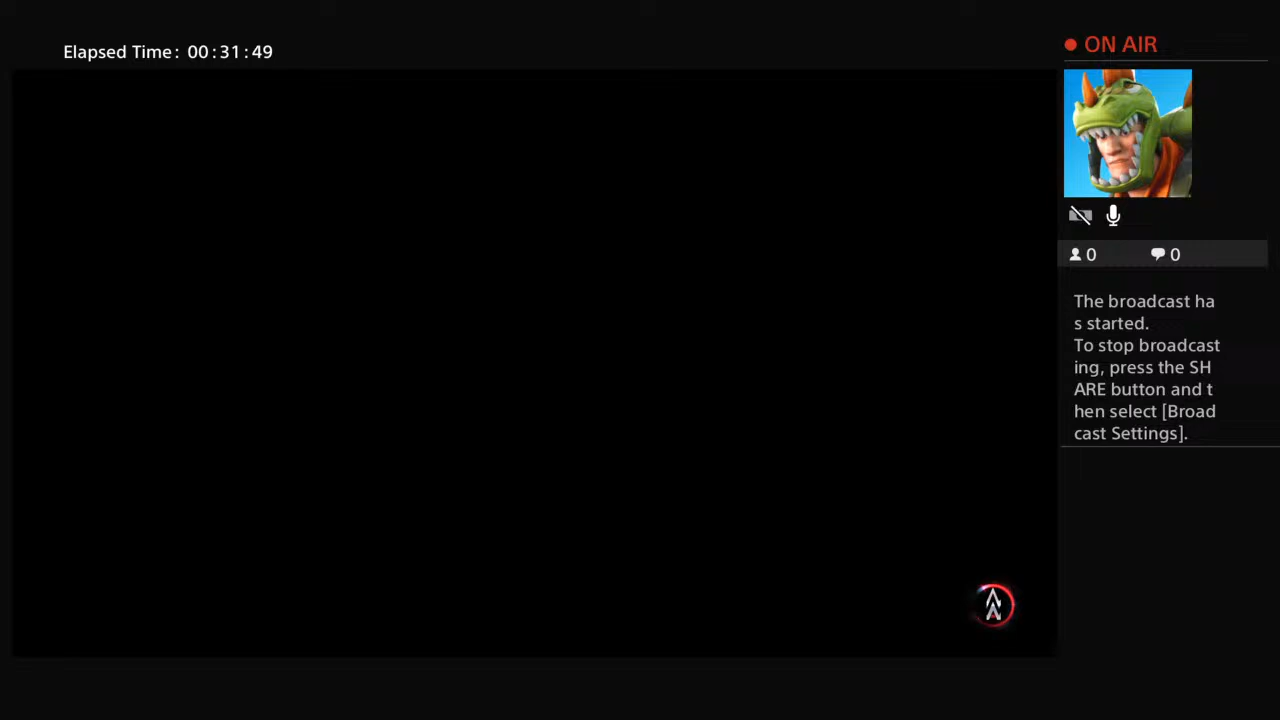 Elapsed Time: 00:31:49
ON AIR
0 0
The broadcast ha
s started.
To stop broadcast
ing, press the SH
ARE button and t
hen select [Broad
cast Settings].